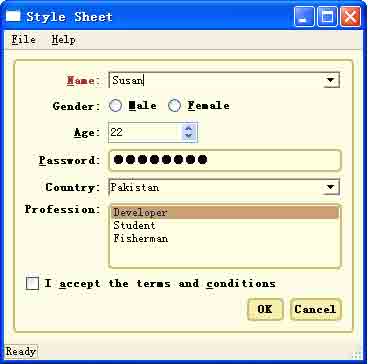 Style Sheet
File Help
Name: Susan
Gender: Male Female
Age: 22
Password: ●●●●●●●●
Country: Pakistan
Profession: Developer
Student
Fisherman
I accept the terms and conditions
OK Cancel
Ready